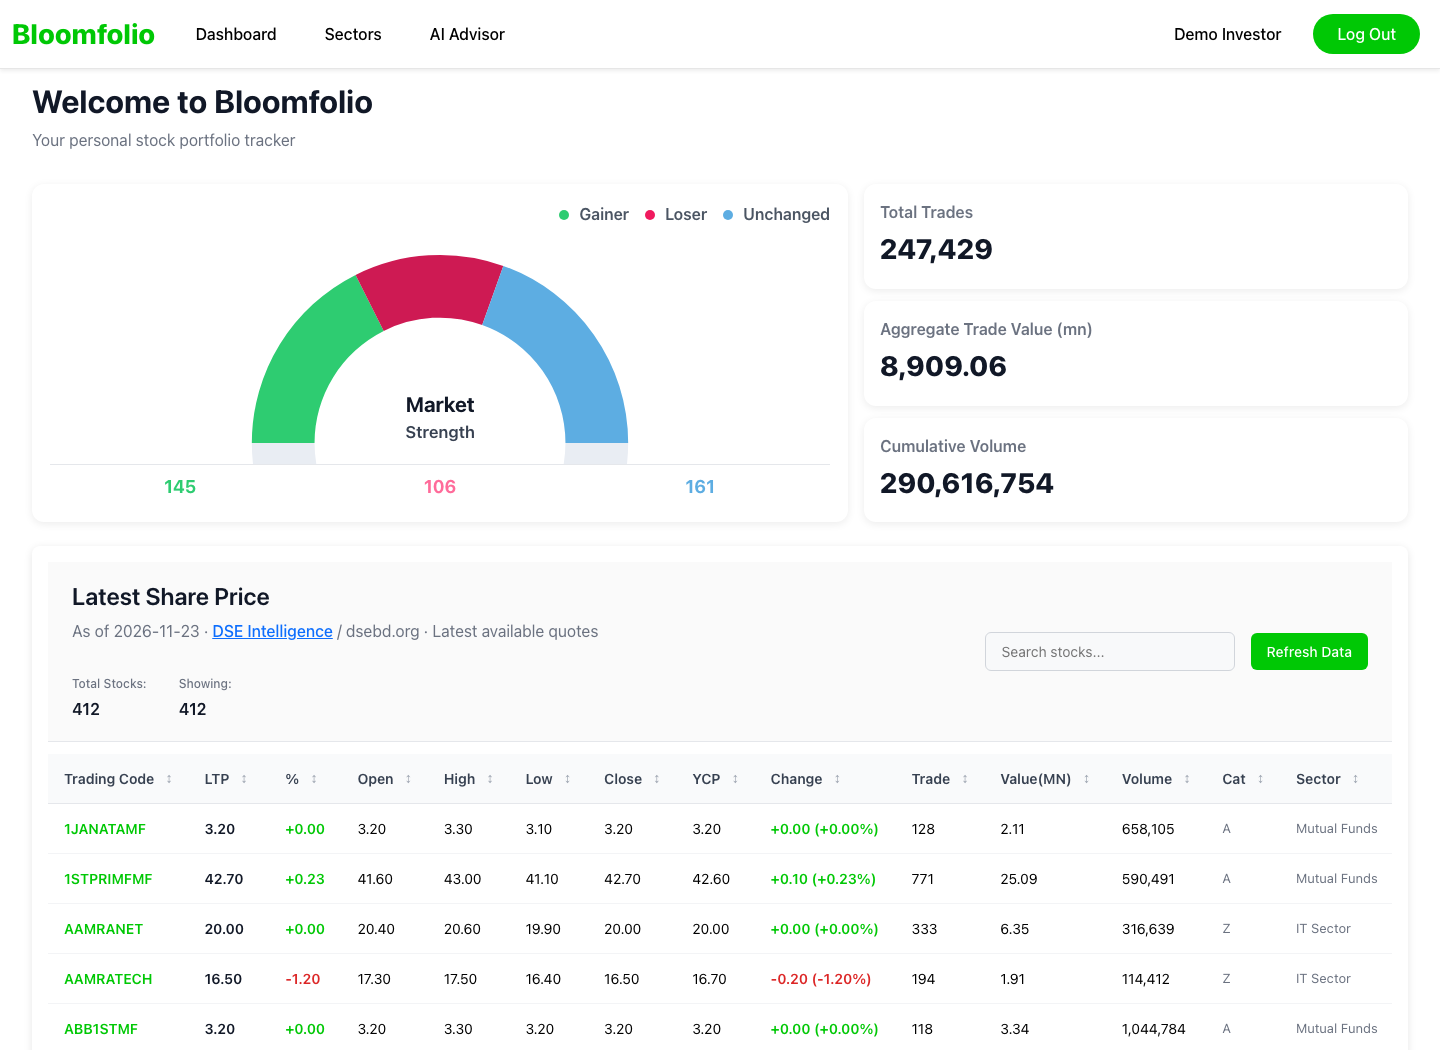 Bloomfolio Dashboard Sectors AI Advisor Demo Investor Log Out
Welcome to Bloomfolio
Your personal stock portfolio tracker
Gainer Loser Unchanged
Market
Strength
145 106 161
Total Trades
247,429
Aggregate Trade Value (mn)
8,909.06
Cumulative Volume
290,616,754
Latest Share Price
As of 2026-11-23 · DSE Intelligence / dsebd.org · Latest available quotes
Search stocks... Refresh Data
Total Stocks: Showing:
412 412
Trading Code ↕ LTP ↕ % ↕ Open ↕ High ↕ Low ↕ Close ↕ YCP ↕ Change ↕ Trade ↕ Value(MN) ↕ Volume ↕ Cat ↕ Sector ↕
1JANATAMF 3.20 +0.00 3.20 3.30 3.10 3.20 3.20 +0.00 (+0.00%) 128 2.11 658,105 A Mutual Funds
1STPRIMFMF 42.70 +0.23 41.60 43.00 41.10 42.70 42.60 +0.10 (+0.23%) 771 25.09 590,491 A Mutual Funds
AAMRANET 20.00 +0.00 20.40 20.60 19.90 20.00 20.00 +0.00 (+0.00%) 333 6.35 316,639 Z IT Sector
AAMRATECH 16.50 -1.20 17.30 17.50 16.40 16.50 16.70 -0.20 (-1.20%) 194 1.91 114,412 Z IT Sector
ABB1STMF 3.20 +0.00 3.20 3.30 3.20 3.20 3.20 +0.00 (+0.00%) 118 3.34 1,044,784 A Mutual Funds